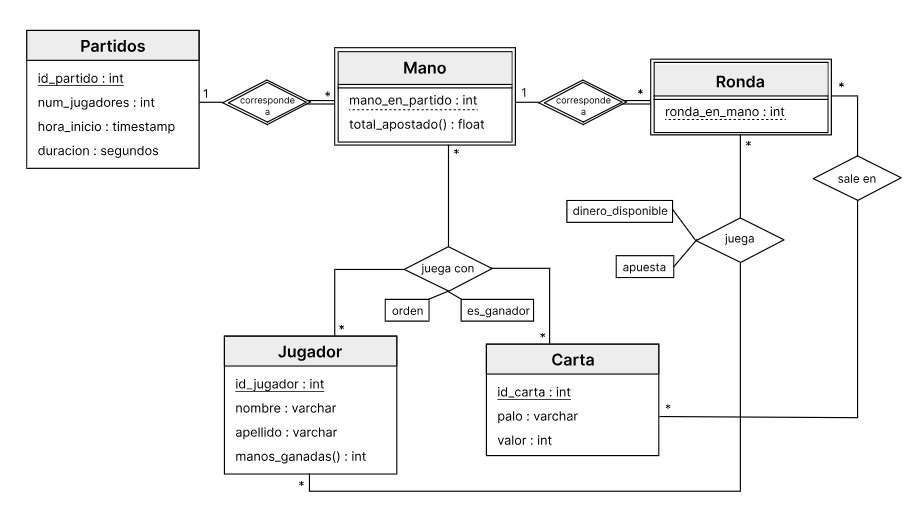 Partidos
id_partido : int
num_jugadores : int
hora_inicio : timestamp
duracion : segundos
1
corresponde
a
*
Mano
mano_en_partido : int
total_apostado() : float
1
corresponde
a
*
Ronda
ronda_en_mano : int
*
*
*
sale en
dinero_disponible
juega
apuesta
juega con
orden
es_ganador
*
*
Jugador
id_jugador : int
nombre : varchar
apellido : varchar
manos_ganadas() : int
*
Carta
id_carta : int
palo : varchar
valor : int
*